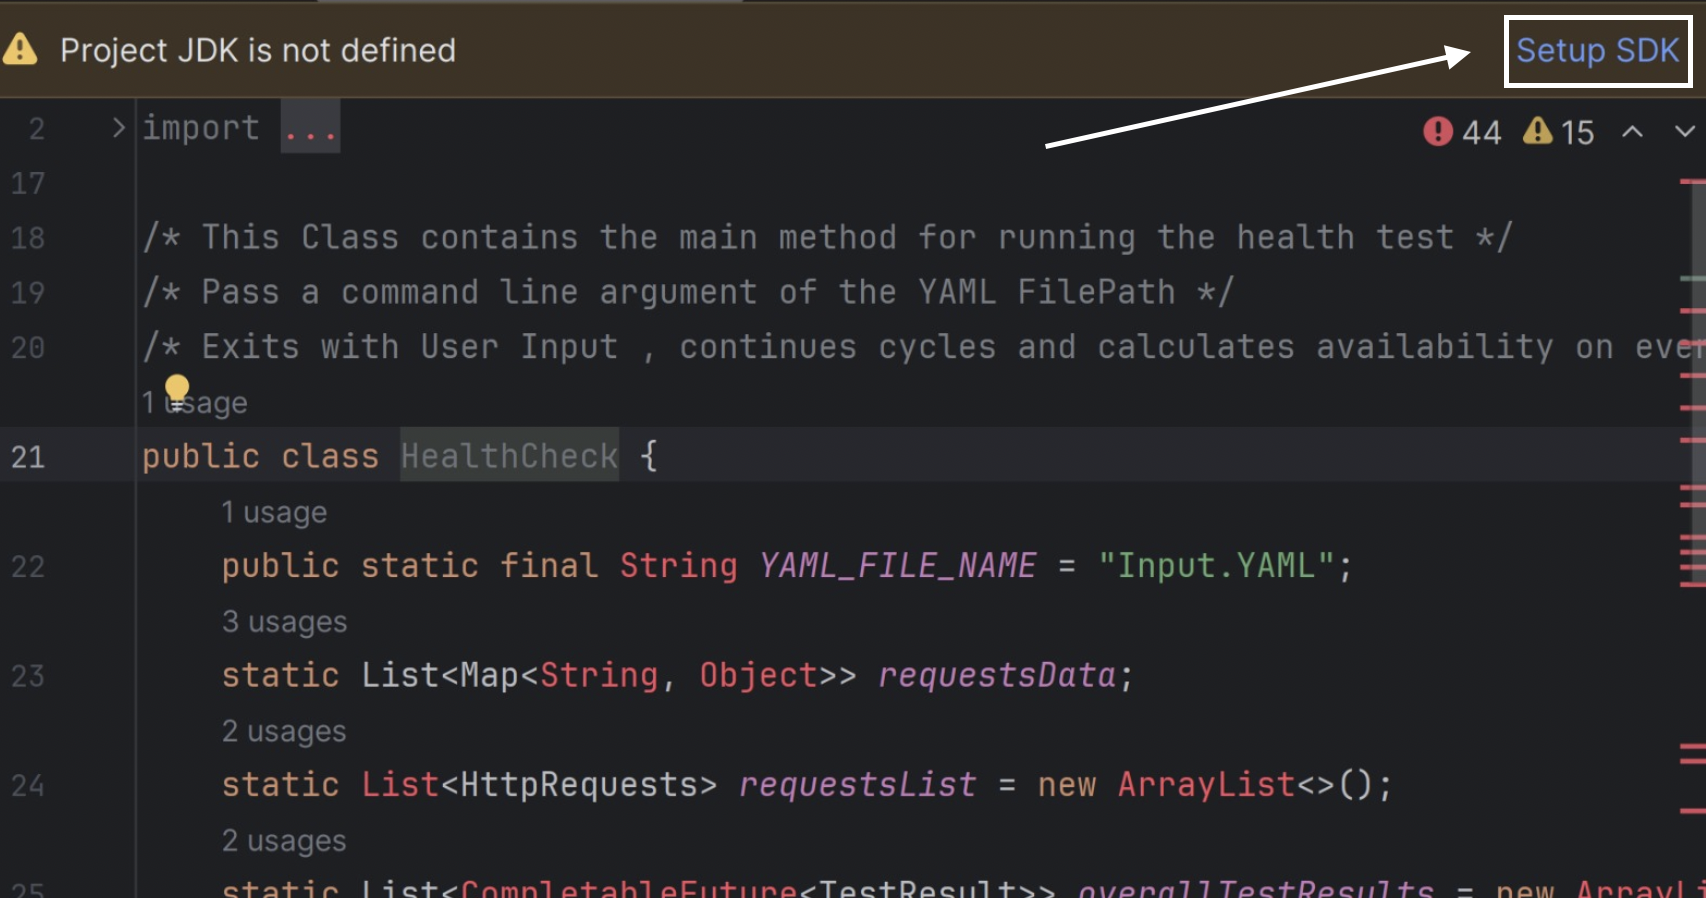 Project JDK is not defined
Setup SDK
2 import ...
44 15
17
18 /* This Class contains the main method for running the health test */
19 /* Pass a command line argument of the YAML FilePath */
20 /* Exits with User Input , continues cycles and calculates availability on ever
1 usage
21 public class HealthCheck {
1 usage
22 public static final String YAML_FILE_NAME = "Input.YAML";
3 usages
23 static List<Map<String, Object>> requestsData;
2 usages
24 static List<HttpRequests> requestsList = new ArrayList<>();
2 usages
25 static List<CompletableFuture<TestResult>> overallTestResults = new ArrayLi